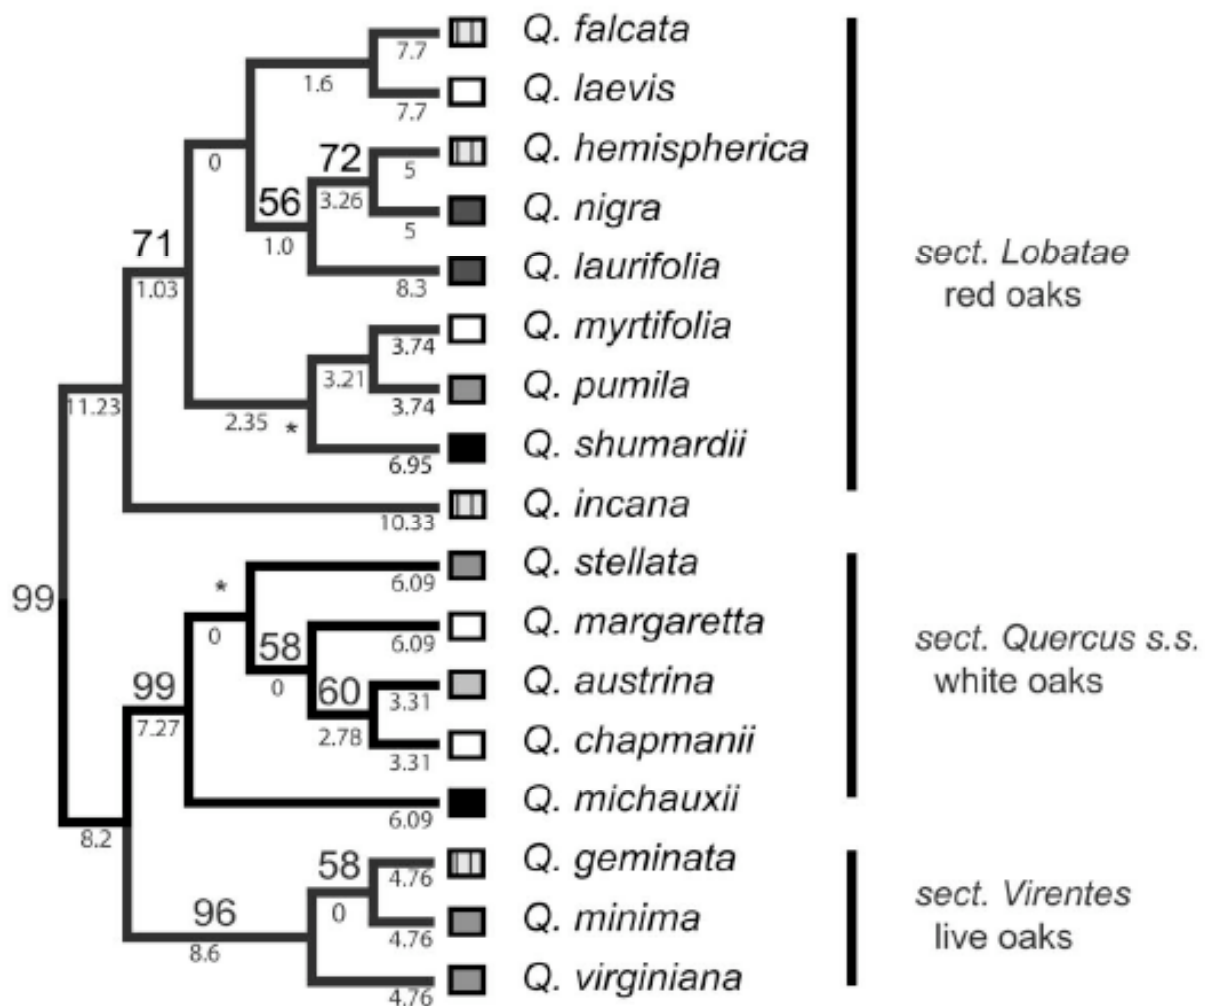 Q. falcata
7.7
1.6
Q. laevis
7.7
72
Q. hemispherica
0
5
56
3.26
Q. nigra
1.0
5
71
sect. Lobatae
Q. laurifolia
1.03
8.3
red oaks
Q. myrtifolia
3.74
3.21
Q. pumila
11.23
3.74
2.35
*
Q. shumardii
6.95
Q. incana
10.33
Q. stellata
99
*
6.09
0
58
Q. margaretta
6.09
sect. Quercus s.s.
0
99
60
Q. austrina
white oaks
7.27
3.31
2.78
Q. chapmanii
3.31
Q. michauxii
8.2
6.09
58
Q. geminata
4.76
sect. Virentes
96
0
Q. minima
live oaks
8.6
4.76
Q. virginiana
4.76